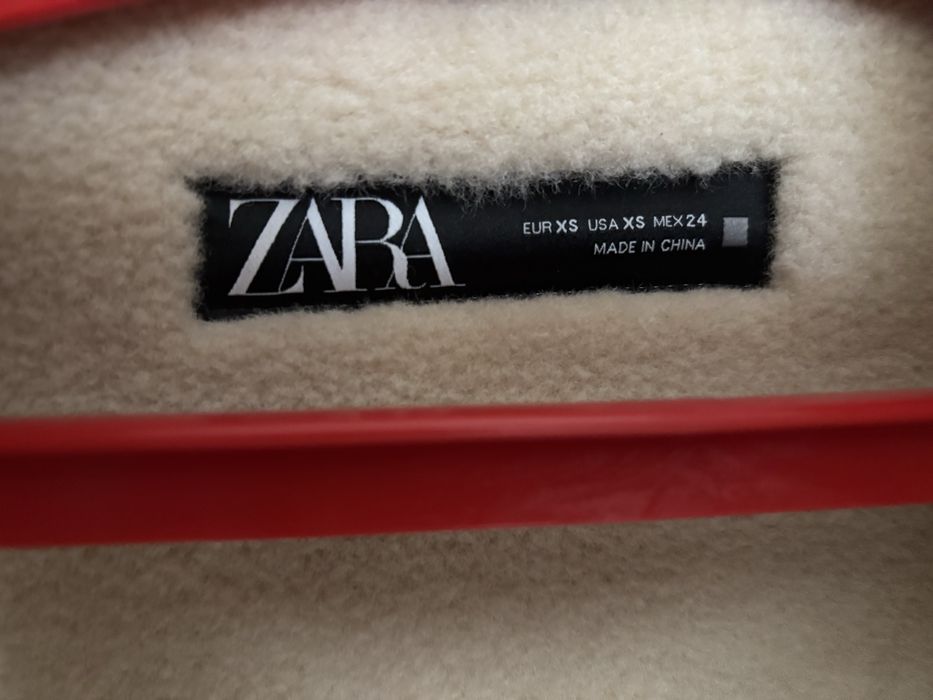 ZARA
EUR XS USA XS MEX 24
MADE IN CHINA